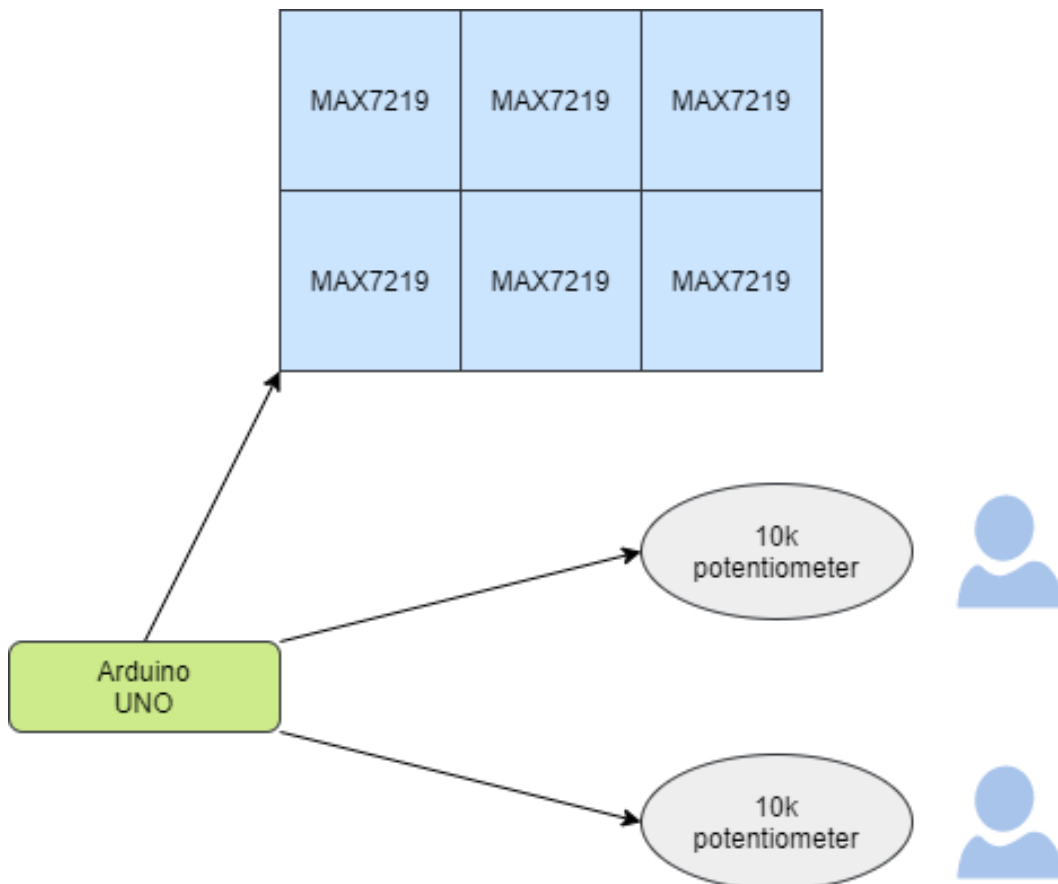 MAX7219 MAX7219 MAX7219
MAX7219 MAX7219 MAX7219
10k
potentiometer
Arduino
UNO
10k
potentiometer